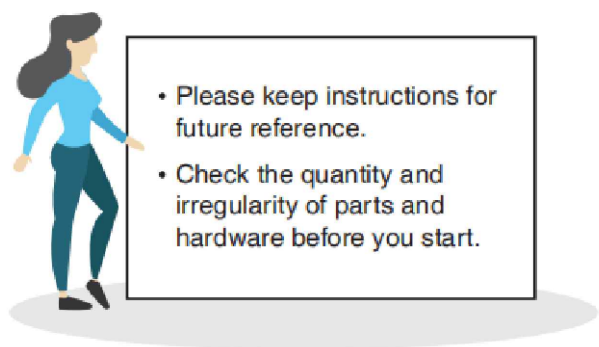 • Please keep instructions for
future reference.
• Check the quantity and
irregularity of parts and
hardware before you start.